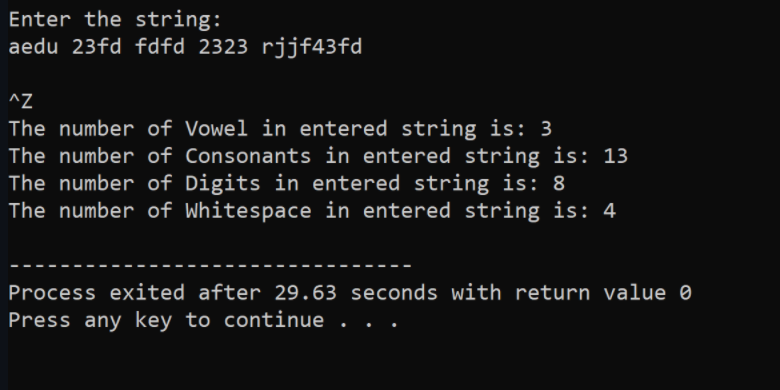 Enter the string:
aedu 23fd fdfd 2323 rjjf43fd
^Z
The number of Vowel in entered string is: 3
The number of Consonants in entered string is: 13
The number of Digits in entered string is: 8
The number of Whitespace in entered string is: 4
--------------------------------
Process exited after 29.63 seconds with return value 0
Press any key to continue . . .